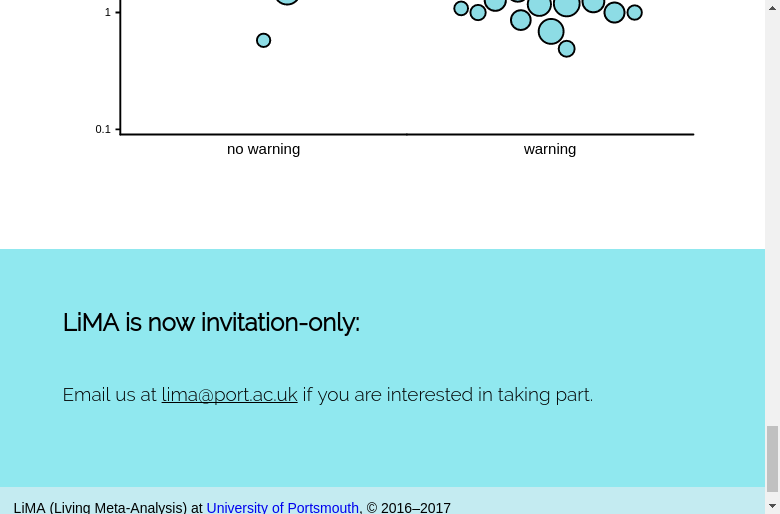 1
0.1
no warning
warning
LiMA is now invitation-only:
Email us at lima@port.ac.uk if you are interested in taking part.
LiMA (Living Meta-Analysis) at University of Portsmouth, © 2016–2017